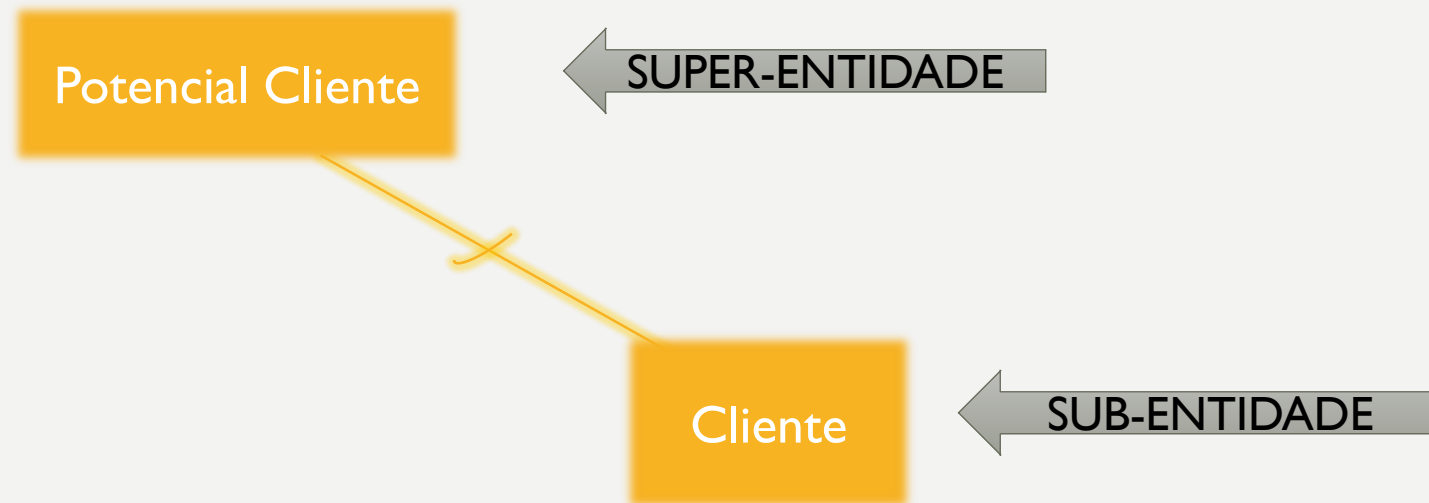 Potencial Cliente
SUPER-ENTIDADE
Cliente
SUB-ENTIDADE